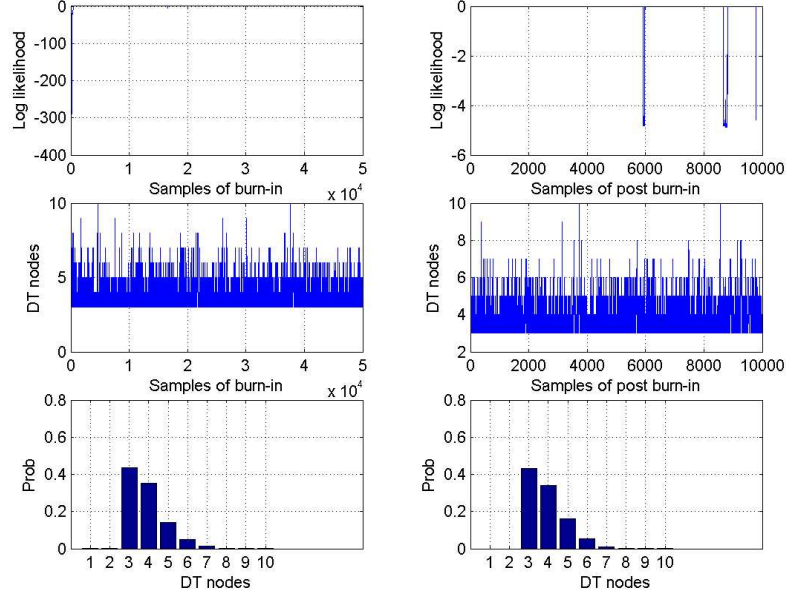 0
-100
-200
-300
-400
Log likelihood
0 1 2 3 4 5
Samples of burn-in
x 10^4
0
-2
-4
-6
Log likelihood
0 2000 4000 6000 8000 10000
Samples of post burn-in
10
5
0
DT nodes
0 1 2 3 4 5
Samples of burn-in
x 10^4
10
8
6
4
2
DT nodes
0 2000 4000 6000 8000 10000
Samples of post burn-in
0.8
0.6
0.4
0.2
0
Prob
1 2 3 4 5 6 7 8 9 10
DT nodes
0.8
0.6
0.4
0.2
0
Prob
1 2 3 4 5 6 7 8 9 10
DT nodes